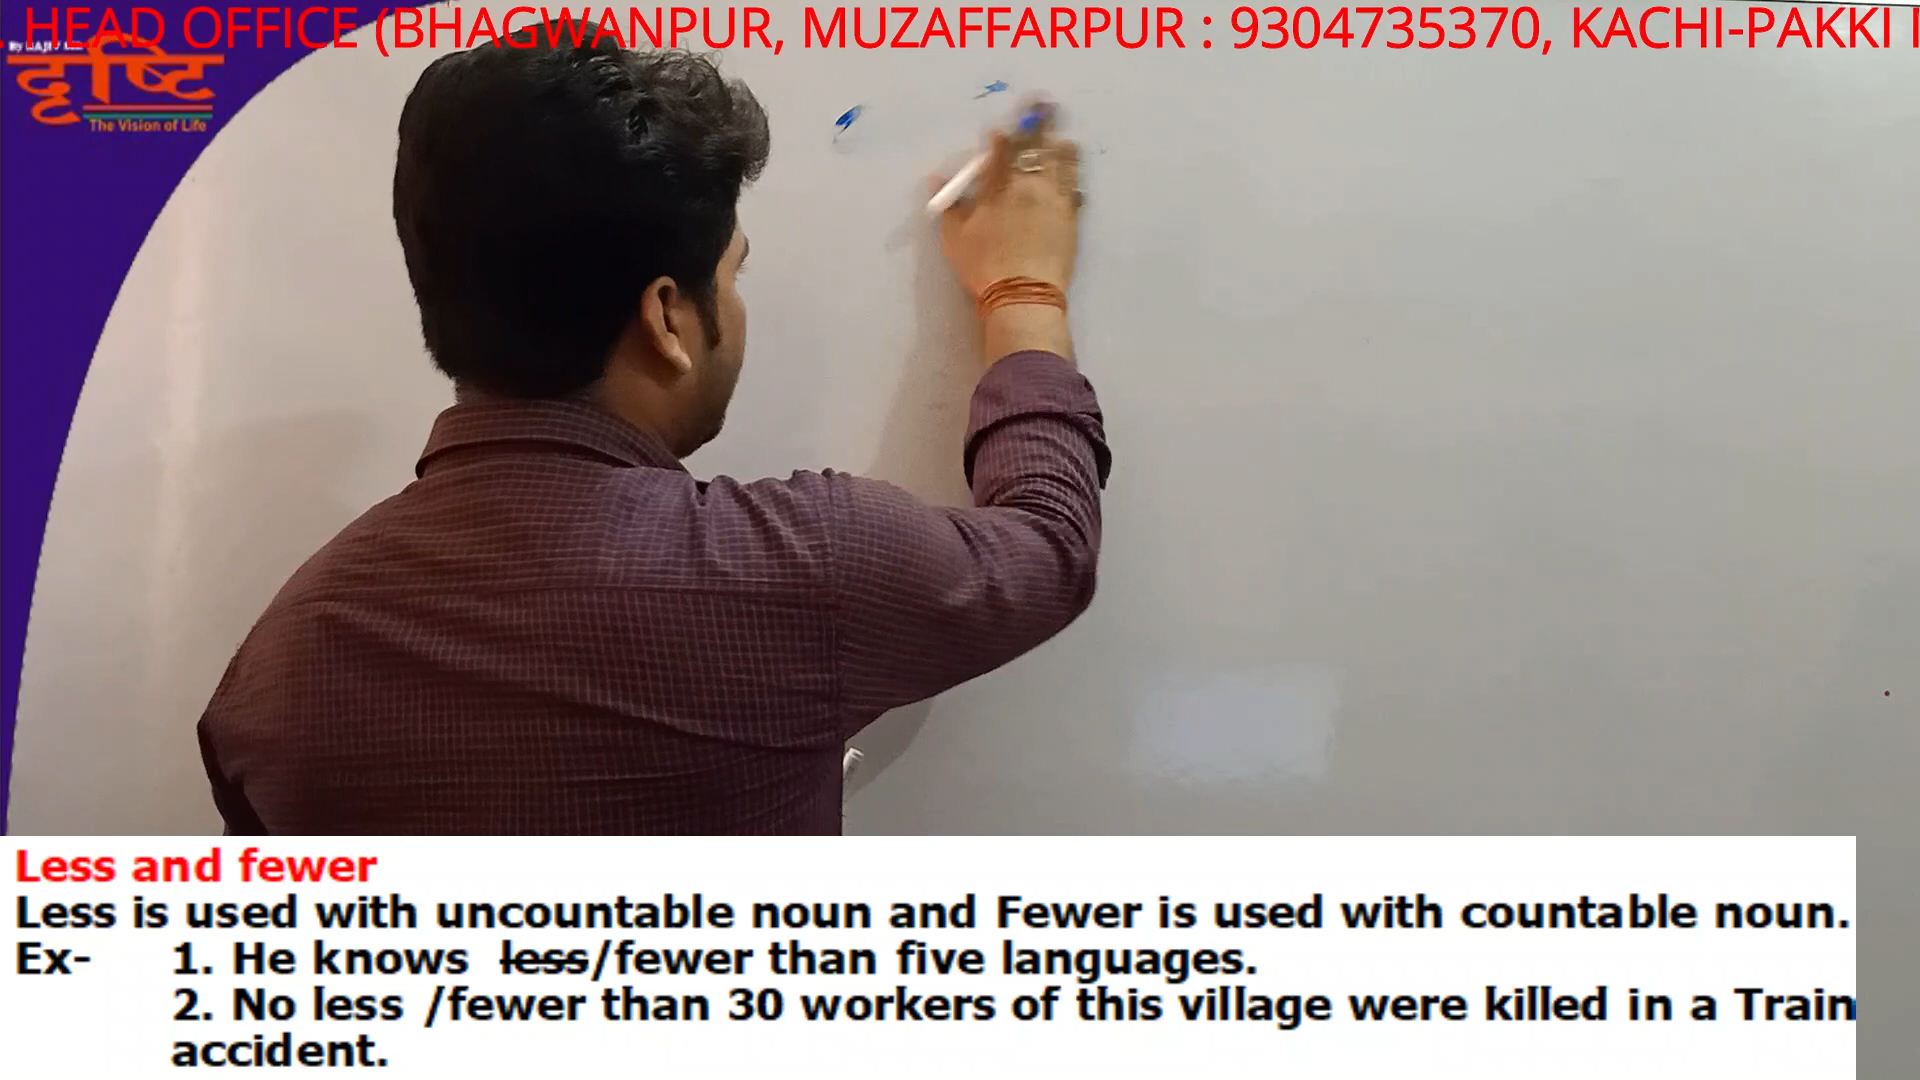 HEAD OFFICE (BHAGWANPUR, MUZAFFARPUR : 9304735370, KACHI-PAKKI
By
दृष्टि
The Vision of Life
Less and fewer
Less is used with uncountable noun and Fewer is used with countable noun.
Ex- 1. He knows less/fewer than five languages.
2. No less /fewer than 30 workers of this village were killed in a Train
accident.